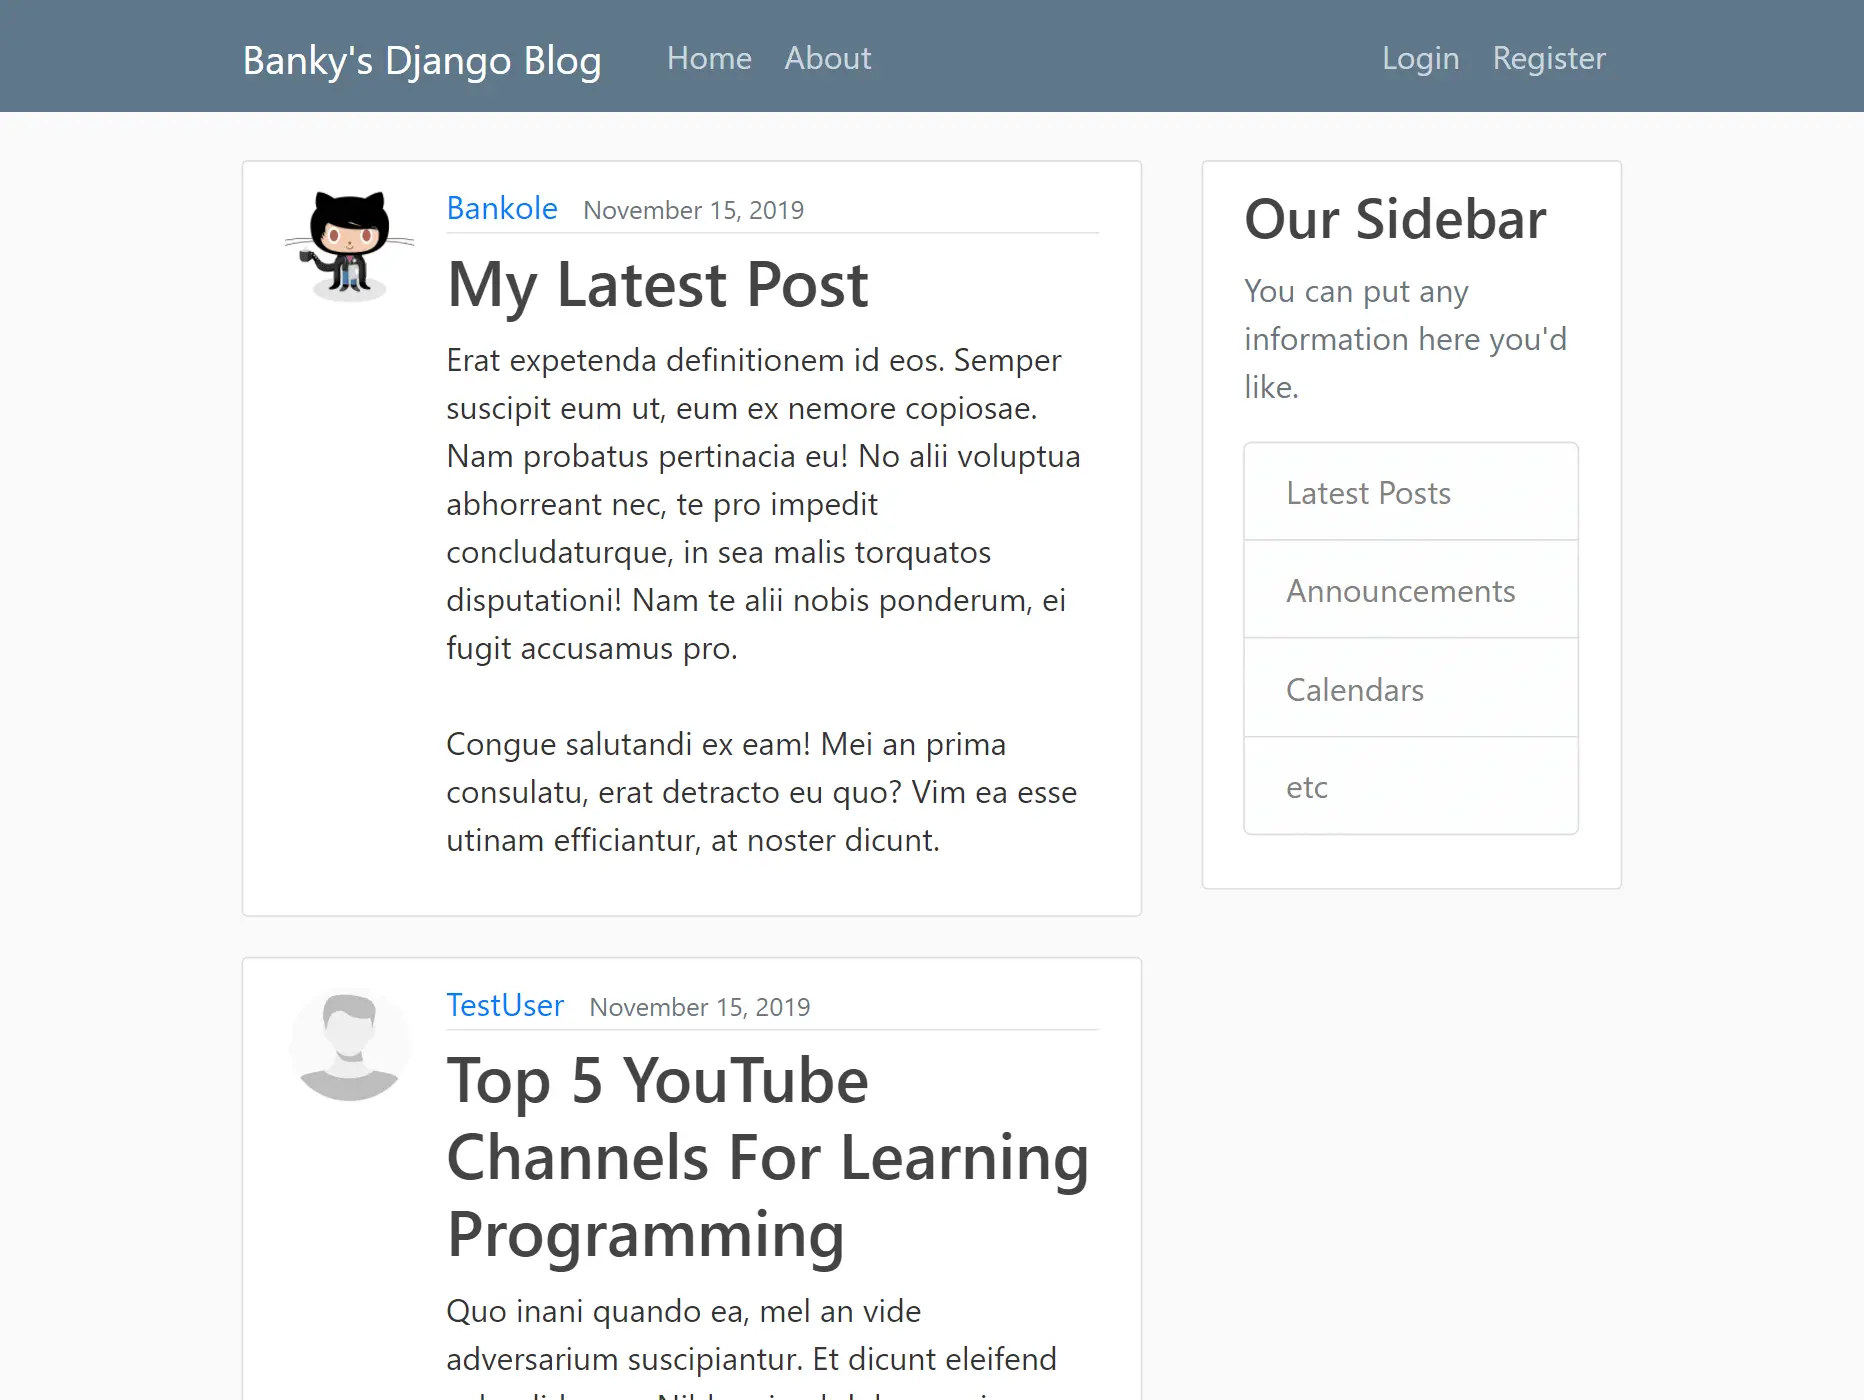 Banky's Django Blog Home About Login Register
Bankole November 15, 2019
My Latest Post
Erat expetenda definitionem id eos. Semper
suscipit eum ut, eum ex nemore copiosae.
Nam probatus pertinacia eu! No alii voluptua
abhorreant nec, te pro impedit
concludaturque, in sea malis torquatos
disputationi! Nam te alii nobis ponderum, ei
fugit accusamus pro.
Congue salutandi ex eam! Mei an prima
consulatu, erat detracto eu quo? Vim ea esse
utinam efficiantur, at noster dicunt.
TestUser November 15, 2019
Top 5 YouTube
Channels For Learning
Programming
Quo inani quando ea, mel an vide
adversarium suscipiantur. Et dicunt eleifend
Our Sidebar
You can put any
information here you'd
like.
Latest Posts
Announcements
Calendars
etc